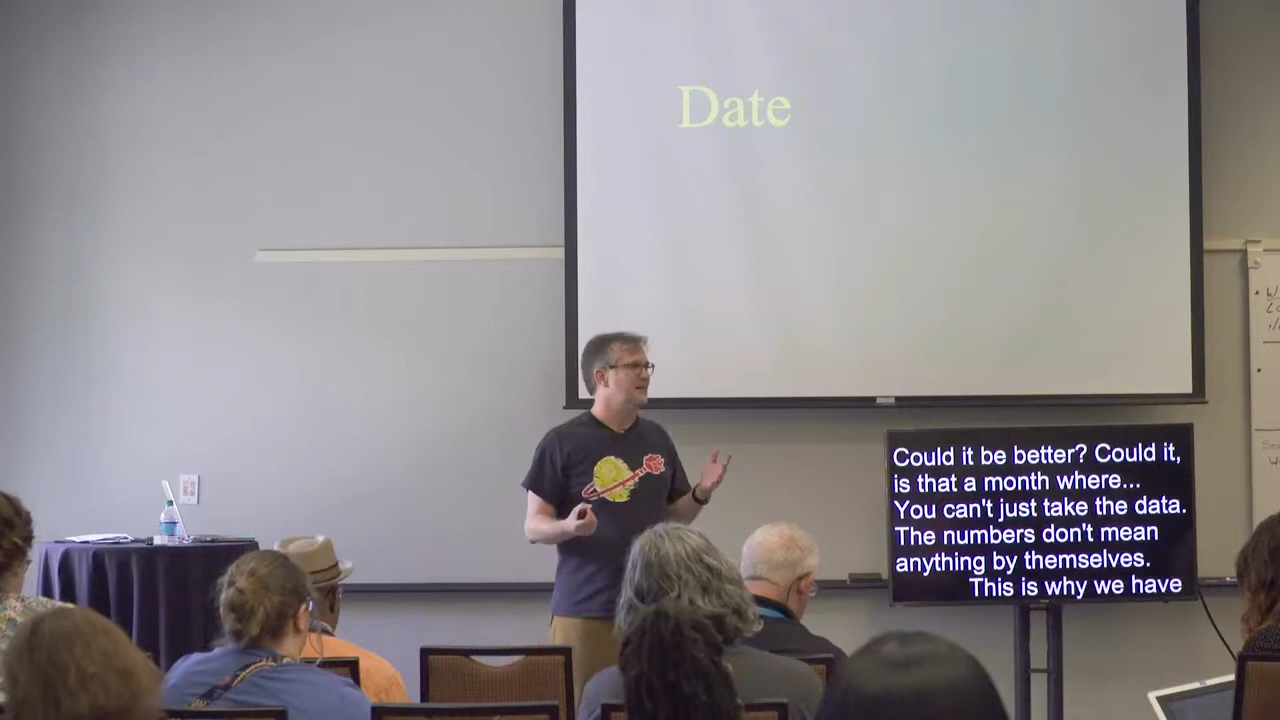 Date
Could it be better? Could it,
is that a month where...
You can't just take the data.
The numbers don't mean
anything by themselves.
This is why we have